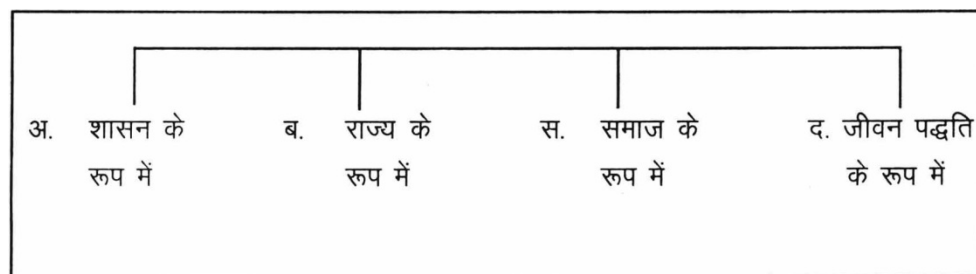 अ. शासन के ब. राज्य के स. समाज के द. जीवन पद्धति
रूप में रूप में रूप में के रूप में